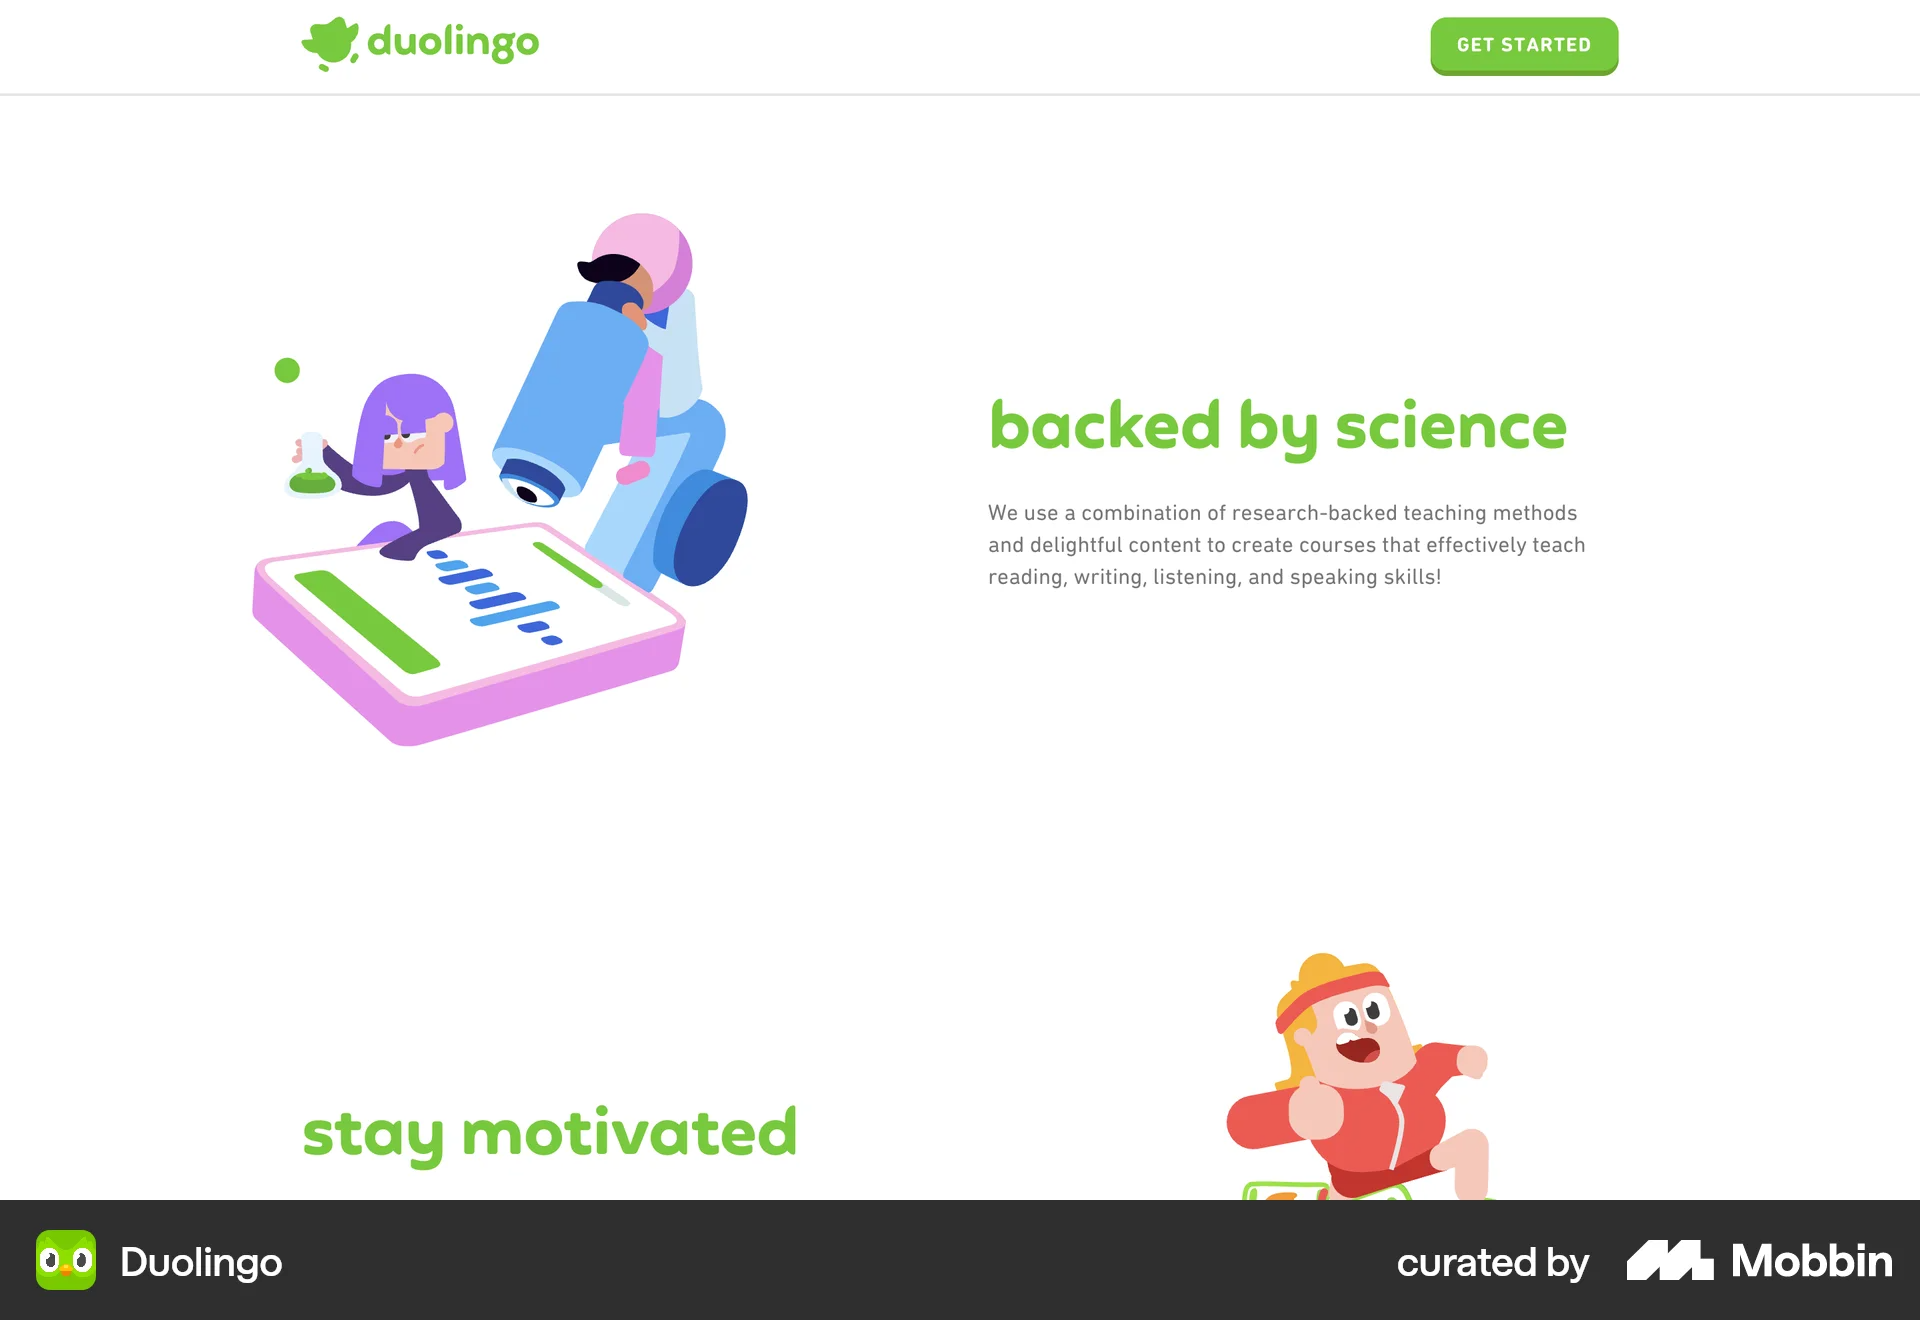 duolingo
GET STARTED
backed by science
We use a combination of research-backed teaching methods
and delightful content to create courses that effectively teach
reading, writing, listening, and speaking skills!
stay motivated
Duolingo
curated by
Mobbin